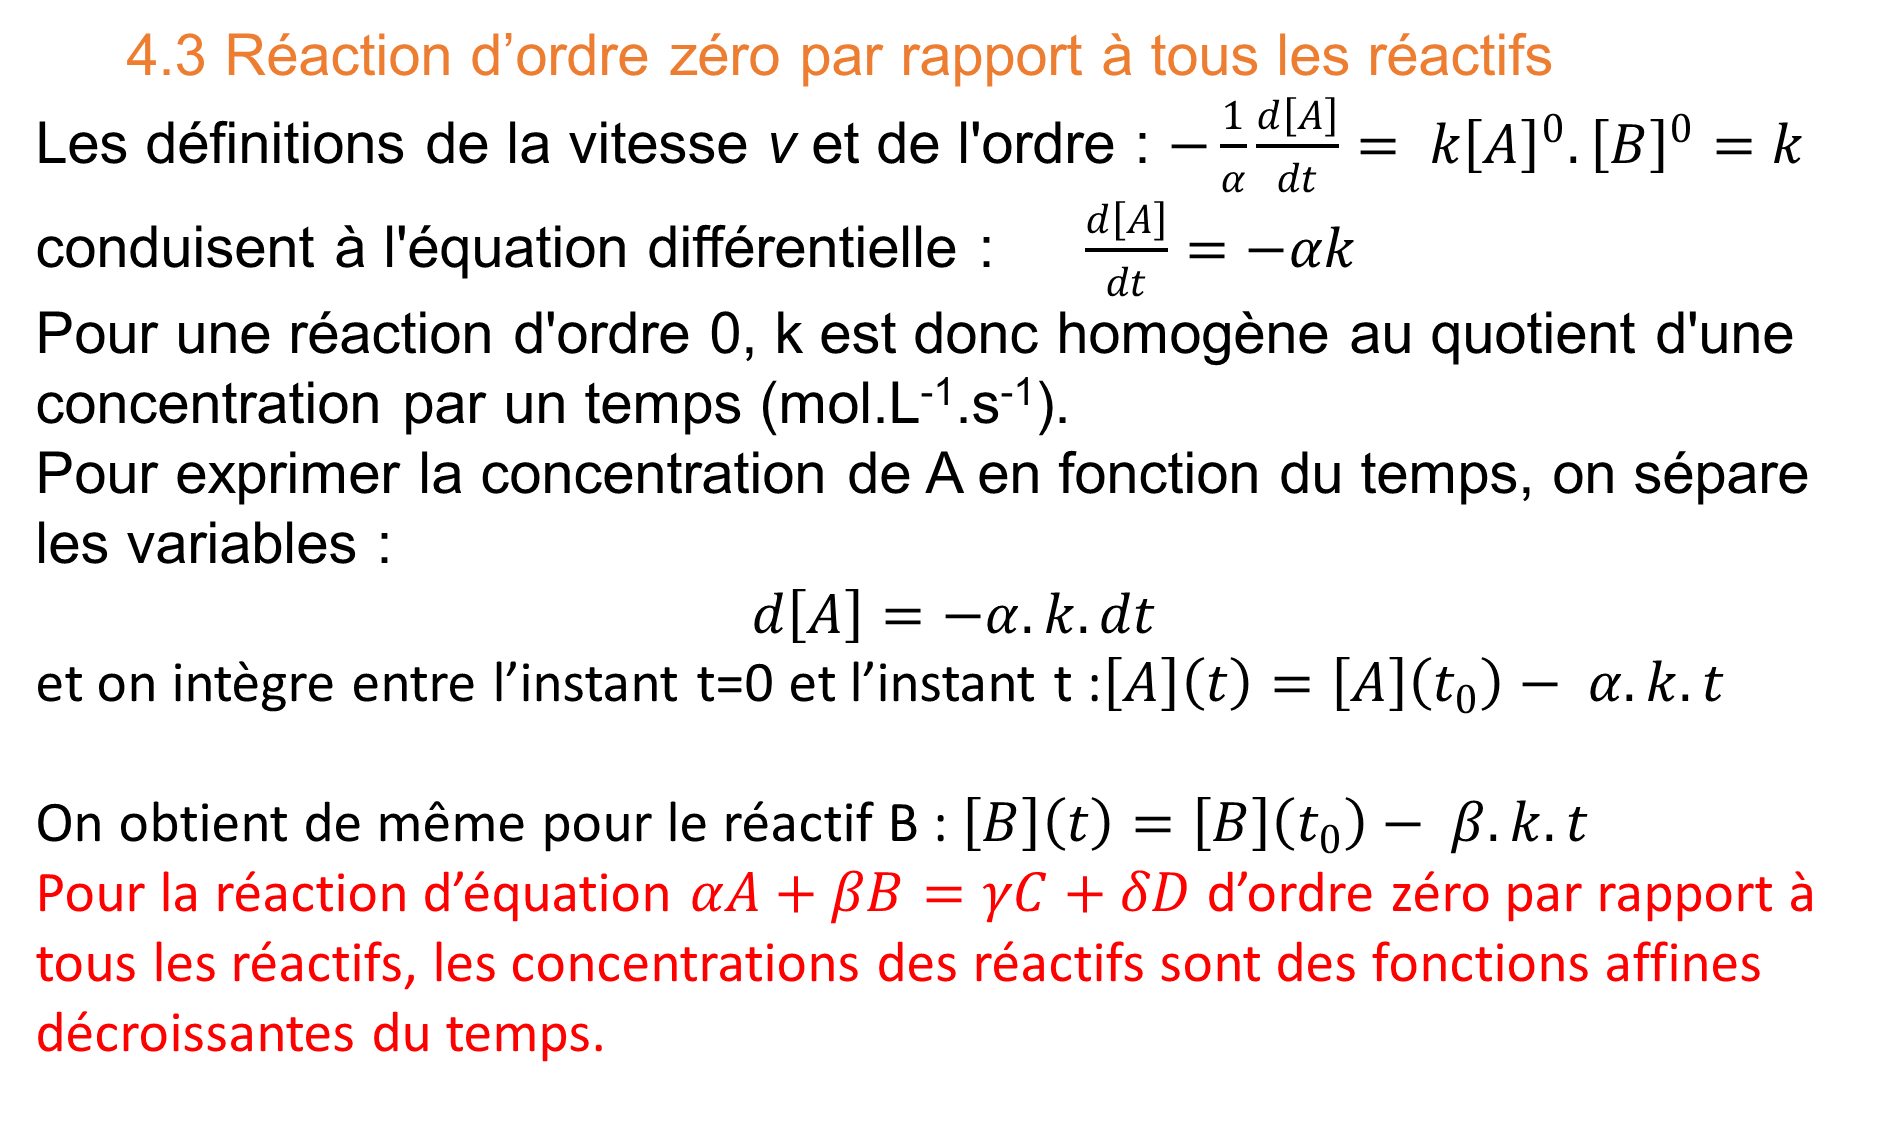 4.3 Réaction d’ordre zéro par rapport à tous les réactifs
Les définitions de la vitesse v et de l'ordre : −\frac{1}{α}\frac{d[A]}{dt} = k[A]⁰.[B]⁰ = k
conduisent à l'équation différentielle : \frac{d[A]}{dt} = −αk
Pour une réaction d'ordre 0, k est donc homogène au quotient d'une
concentration par un temps (mol.L⁻¹.s⁻¹).
Pour exprimer la concentration de A en fonction du temps, on sépare
les variables :
d[A] = −α.k.dt
et on intègre entre l’instant t=0 et l’instant t :[A](t) = [A](t₀) − α.k.t
On obtient de même pour le réactif B : [B](t) = [B](t₀) − β.k.t
Pour la réaction d’équation αA + βB = γC + δD d’ordre zéro par rapport à
tous les réactifs, les concentrations des réactifs sont des fonctions affines
décroissantes du temps.